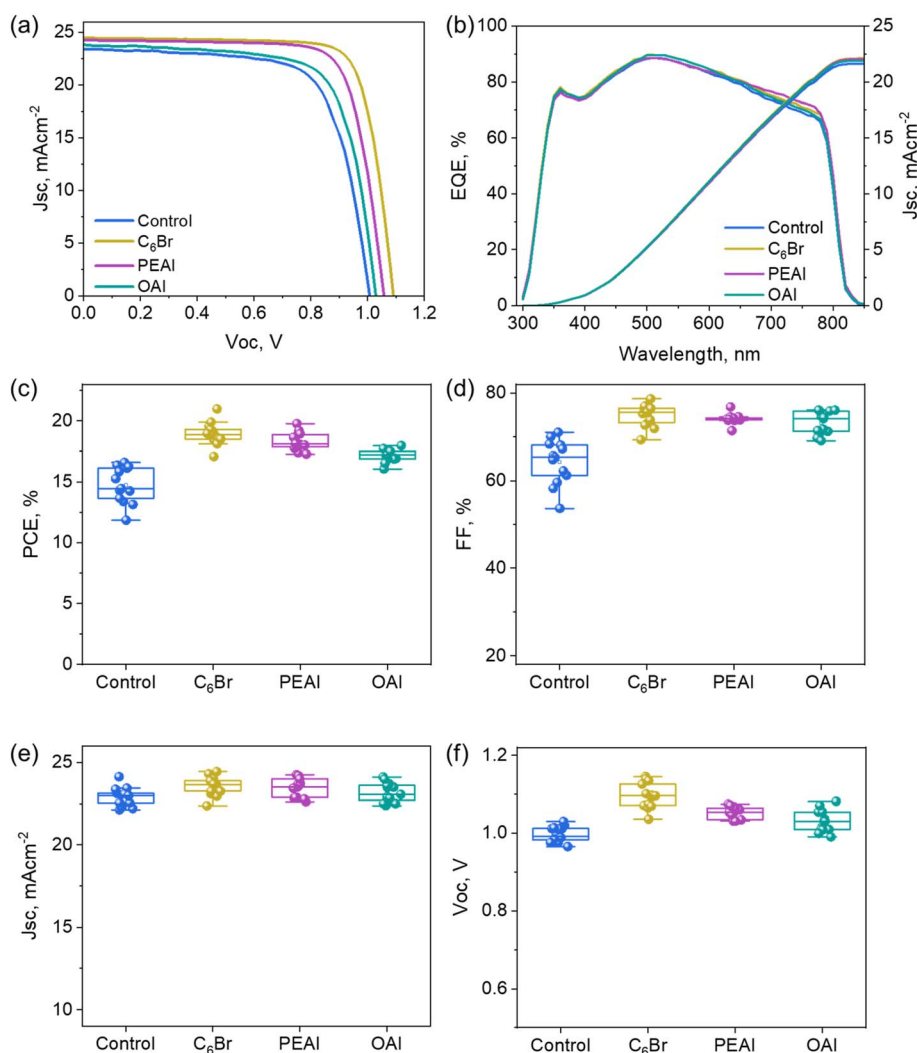 (a)
25
20
15
10
5
0
Jsc, mAcm⁻²
Control
C₆Br
PEAI
OAI
0.0 0.2 0.4 0.6 0.8 1.0 1.2
Voc, V
(b)
100
80
60
40
20
0
EQE, %
25
22
20
18
15
12
10
8
5
2
0
Jsc, mAcm⁻²
Control
C₆Br
PEAI
OAI
300 400 500 600 700 800
Wavelength, nm
(c)
20
15
10
5
0
PCE, %
Control C₆Br PEAI OAI
(d)
80
60
40
20
FF, %
Control C₆Br PEAI OAI
(e)
25
20
15
10
Jsc, mAcm⁻²
Control C₆Br PEAI OAI
(f)
1.2
1.0
0.8
0.6
Voc, V
Control C₆Br PEAI OAI